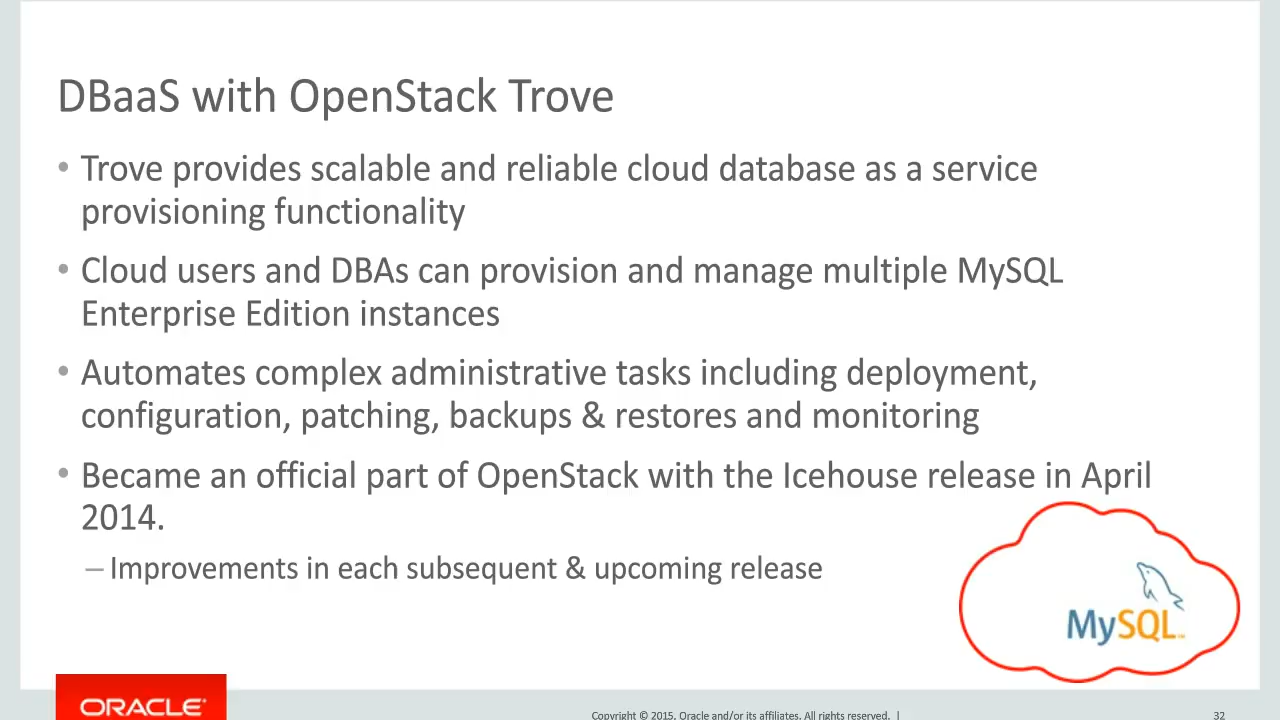 DBaaS with OpenStack Trove
• Trove provides scalable and reliable cloud database as a service
provisioning functionality
• Cloud users and DBAs can provision and manage multiple MySQL
Enterprise Edition instances
• Automates complex administrative tasks including deployment,
configuration, patching, backups & restores and monitoring
• Became an official part of OpenStack with the Icehouse release in April
2014.
– Improvements in each subsequent & upcoming release
MySQL™
ORACLE®
Copyright © 2015, Oracle and/or its affiliates. All rights reserved. |
32